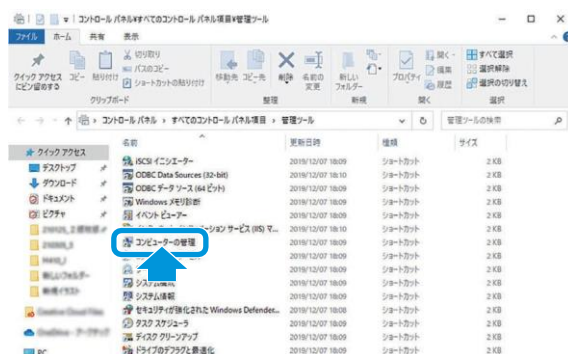 コントロール パネル¥すべてのコントロール パネル項目¥管理ツール
ファイル ホーム 共有 表示
クイック アクセスにピン留めする
コピー 貼り付け
切り取り
パスのコピー
ショートカットの貼り付け
クリップボード
移動先 コピー先 削除 名前の変更
整理
新しいフォルダー
新規
プロパティ
開く
編集
履歴
開く
すべて選択
選択解除
選択の切り替え
選択
コントロール パネル › すべてのコントロール パネル項目 › 管理ツール
管理ツールの検索
名前 更新日時 種類 サイズ
クイック アクセス
デスクトップ
ダウンロード
ドキュメント
ピクチャ
PC
iSCSI イニシエーター 2019/12/07 18:09 ショートカット 2 KB
ODBC Data Sources (32-bit) 2019/12/07 18:10 ショートカット 2 KB
ODBC データ ソース (64 ビット) 2019/12/07 18:09 ショートカット 2 KB
Windows メモリ診断 2019/12/07 18:09 ショートカット 2 KB
イベント ビューアー 2019/12/07 18:09 ショートカット 2 KB
ーション サービス (IIS) マ... 2019/12/07 18:10 ショートカット 2 KB
コンピューターの管理 2019/12/07 18:09 ショートカット 2 KB
2019/12/07 18:09 ショートカット 2 KB
2019/12/07 18:09 ショートカット 2 KB
システム構成 2019/12/07 18:09 ショートカット 2 KB
システム情報 2019/12/07 18:09 ショートカット 2 KB
セキュリティが強化された Windows Defender... 2019/12/07 18:08 ショートカット 2 KB
タスク スケジューラ 2019/12/07 18:09 ショートカット 2 KB
ディスク クリーンアップ 2019/12/07 18:09 ショートカット 2 KB
ドライブのデフラグと最適化 2019/12/07 18:09 ショートカット 2 KB